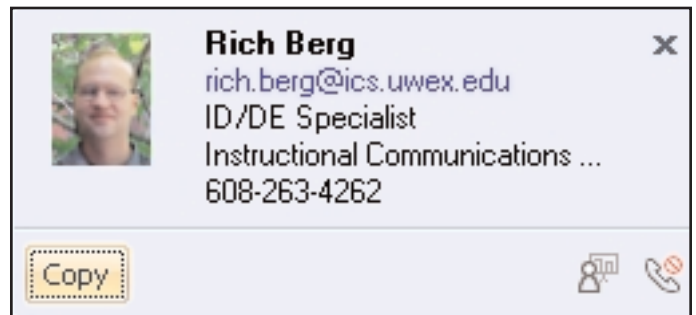 Rich Berg
rich.berg@ics.uwex.edu
ID/DE Specialist
Instructional Communications ...
608-263-4262
Copy